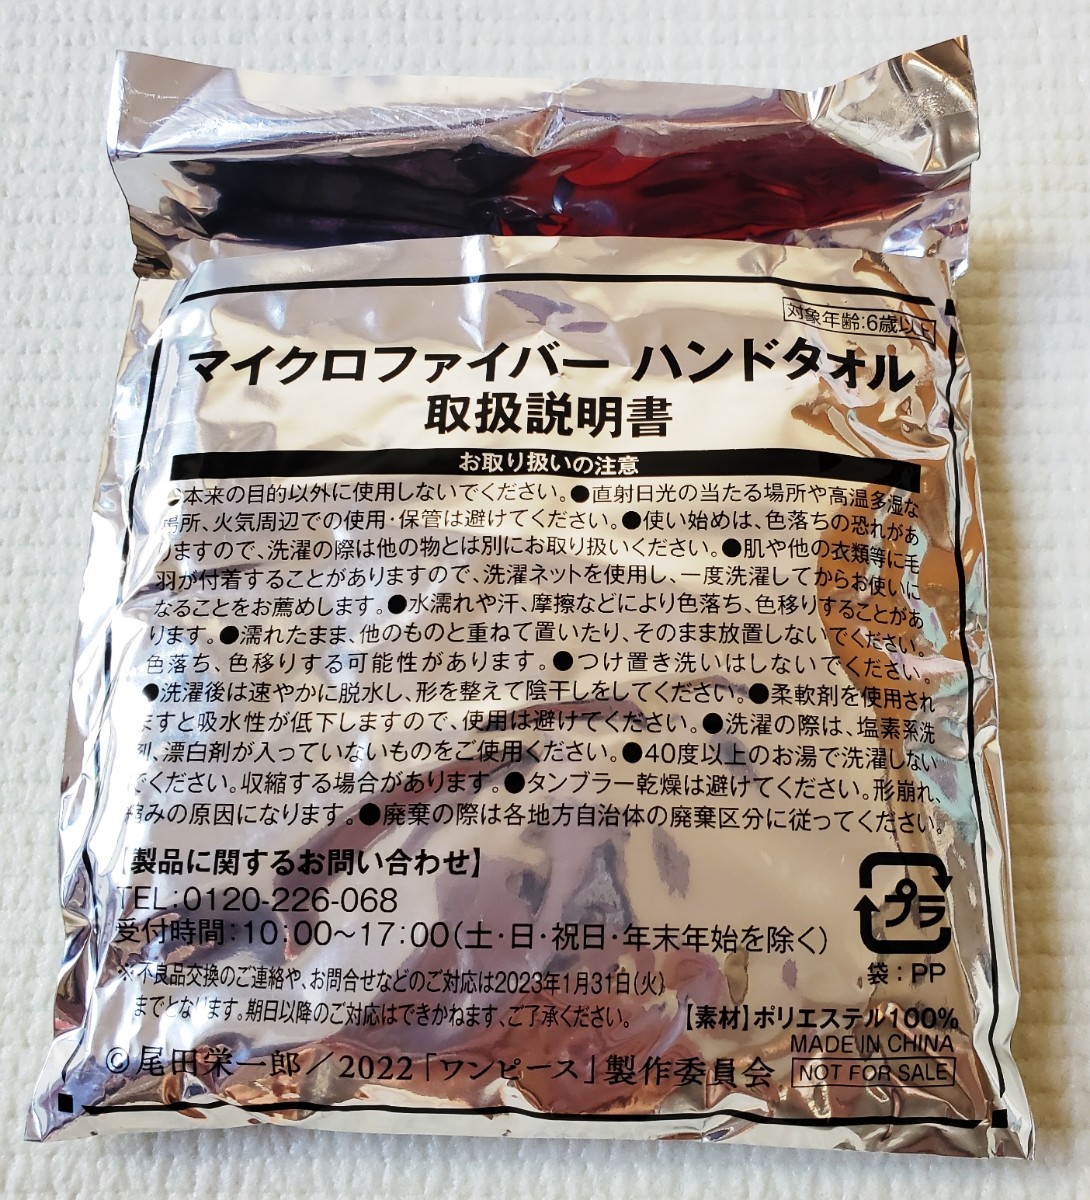 対象年齢:6歳以上
マイクロファイバー ハンドタオル
取扱説明書
お取り扱いの注意
●本来の目的以外に使用しないでください。●直射日光の当たる場所や高温多湿な
場所、火気周辺での使用・保管は避けてください。●使い始めは、色落ちの恐れがあ
りますので、洗濯の際は他の物とは別にお取り扱いください。●肌や他の衣類等に毛
羽が付着することがありますので、洗濯ネットを使用し、一度洗濯してからお使いに
なることをお薦めします。●水濡れや汗、摩擦などにより色落ち、色移りすることがあ
ります。●濡れたまま、他のものと重ねて置いたり、そのまま放置しないでください。
色落ち、色移りする可能性があります。●つけ置き洗いはしないでください。
●洗濯後は速やかに脱水し、形を整えて陰干しをしてください。●柔軟剤を使用され
ますと吸水性が低下しますので、使用は避けてください。●洗濯の際は、塩素系洗
剤、漂白剤が入っていないものをご使用ください。●40度以上のお湯で洗濯しない
でください。収縮する場合があります。●タンブラー乾燥は避けてください。形崩れ、
縮みの原因になります。●廃棄の際は各地方自治体の廃棄区分に従ってください。
【製品に関するお問い合わせ】
TEL:0120-226-068
受付時間:10:00〜17:00(土・日・祝日・年末年始を除く)
※不良品交換のご連絡や、お問合せなどのご対応は2023年1月31日(火)
までとなります。期日以降のご対応はできかねます、ご了承ください。
プラ
袋:PP
【素材】ポリエステル100%
MADE IN CHINA
©尾田栄一郎/2022「ワンピース」製作委員会
NOT FOR SALE